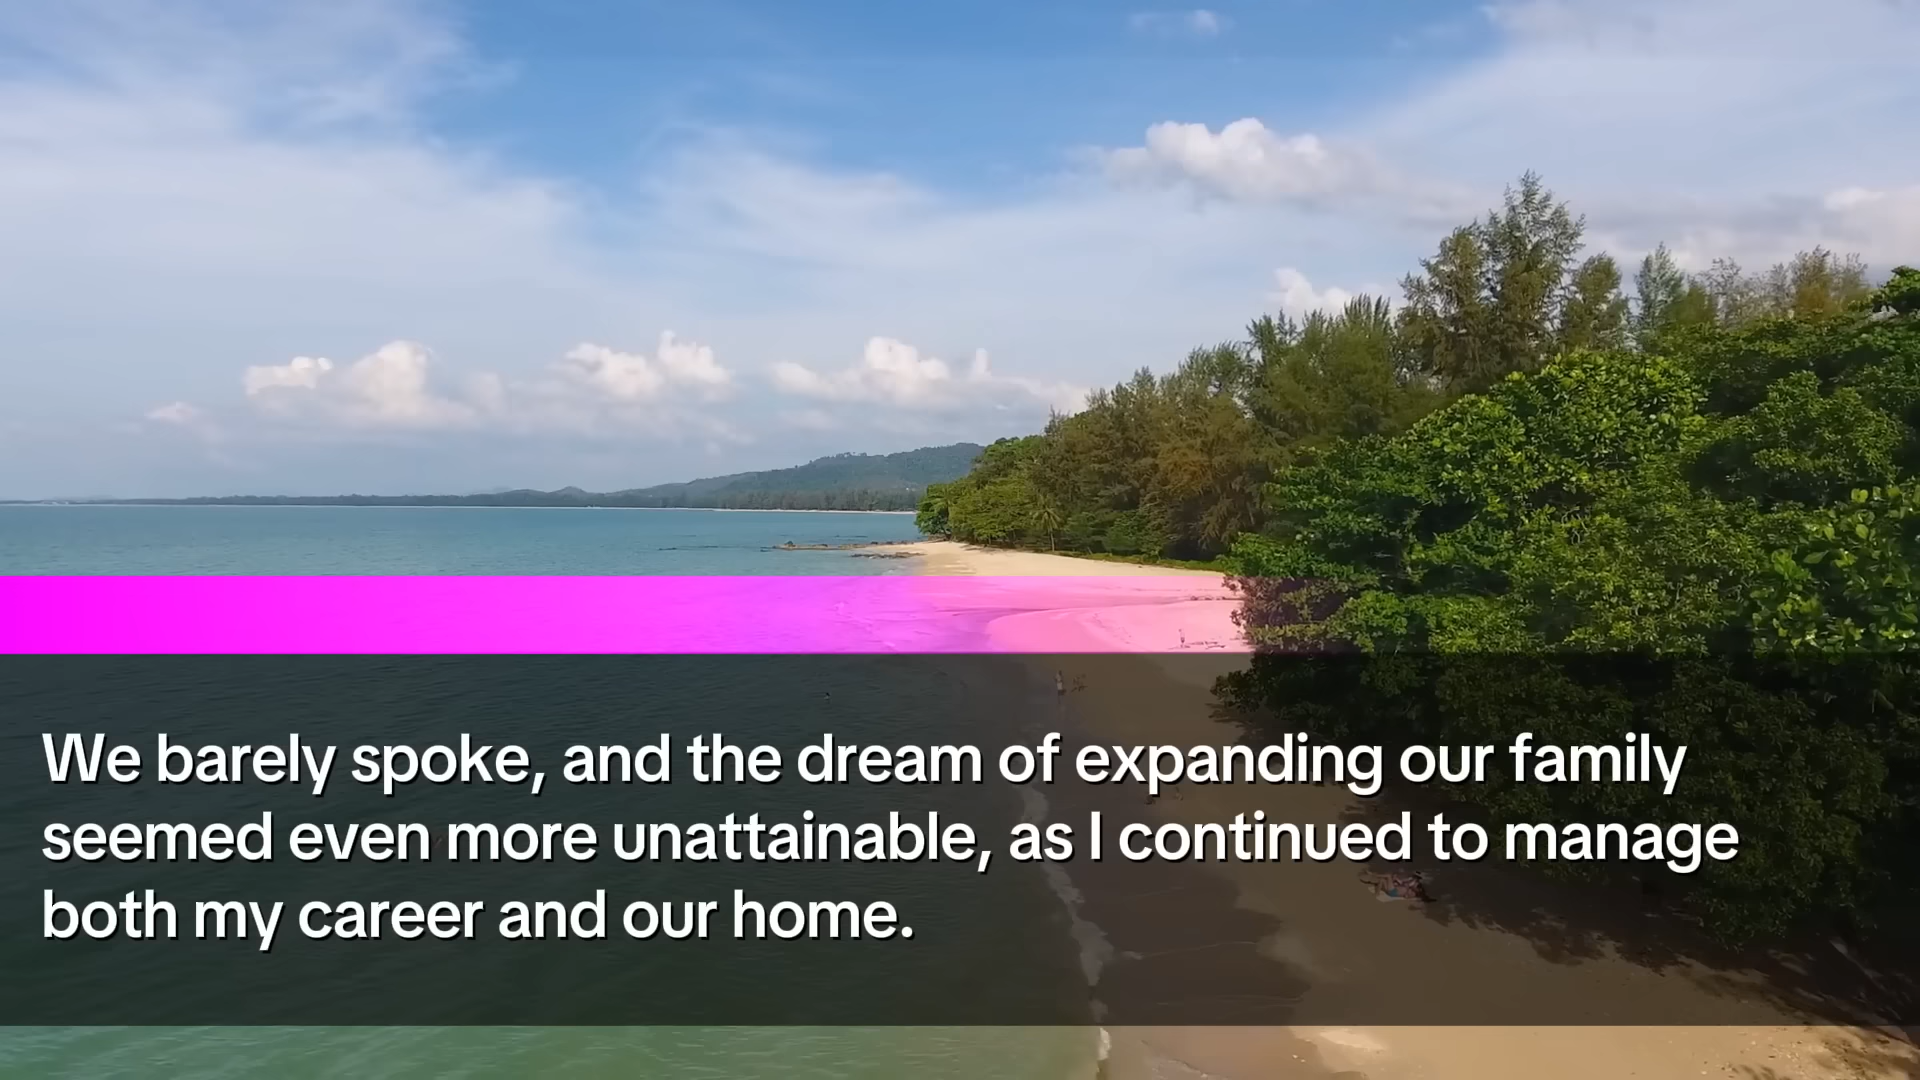 We barely spoke, and the dream of expanding our family
seemed even more unattainable, as I continued to manage
both my career and our home.